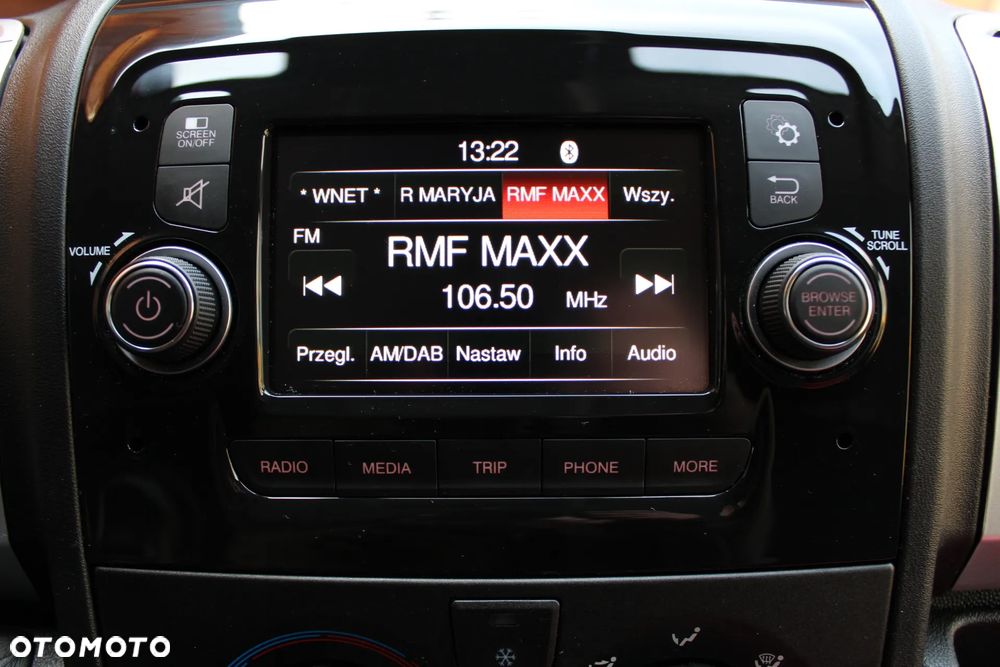 SCREEN
ON/OFF
13:22
* WNET * R MARYJA RMF MAXX Wszy.
BACK
VOLUME
TUNE
SCROLL
FM
RMF MAXX
106.50 MHz
BROWSE
ENTER
Przegl. AM/DAB Nastaw Info Audio
RADIO MEDIA TRIP PHONE MORE
OTOMOTO